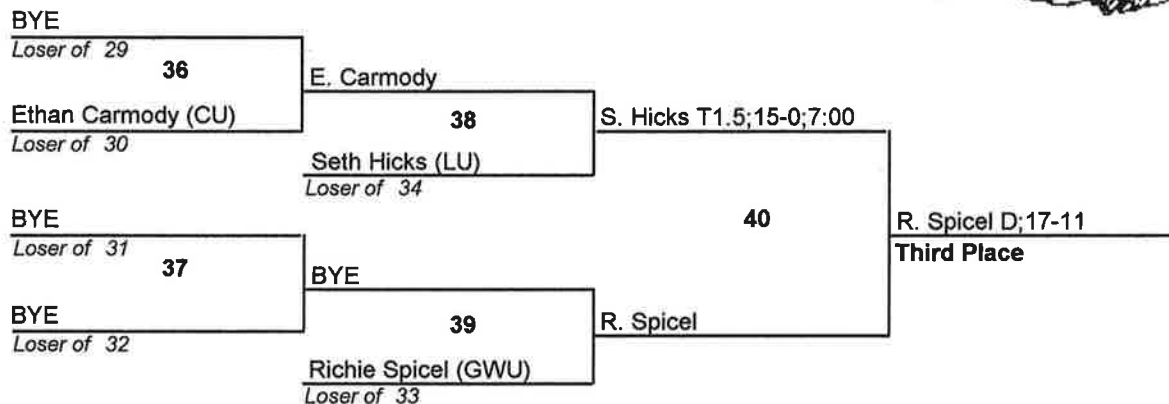 BYE
Loser of 29
36
E. Carmody
Ethan Carmody (CU)
Loser of 30
38
S. Hicks T1.5;15-0;7:00
Seth Hicks (LU)
Loser of 34
BYE
Loser of 31
37
40
R. Spicel D;17-11
Third Place
BYE
BYE
Loser of 32
39
R. Spicel
Richie Spicel (GWU)
Loser of 33